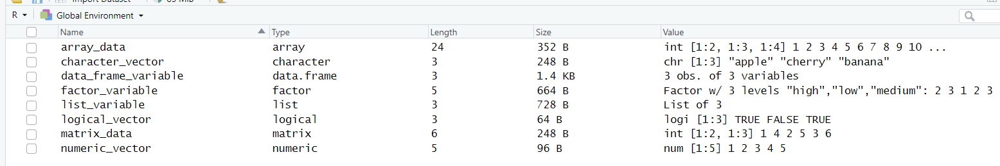 Import Dataset 63 MiB
R Global Environment
Name Type Length Size Value
array_data array 24 352 B int [1:2, 1:3, 1:4] 1 2 3 4 5 6 7 8 9 10 ...
character_vector character 3 248 B chr [1:3] "apple" "cherry" "banana"
data_frame_variable data.frame 3 1.4 KB 3 obs. of 3 variables
factor_variable factor 5 664 B Factor w/ 3 levels "high","low","medium": 2 3 1 2 3
list_variable list 3 728 B List of 3
logical_vector logical 3 64 B logi [1:3] TRUE FALSE TRUE
matrix_data matrix 6 248 B int [1:2, 1:3] 1 4 2 5 3 6
numeric_vector numeric 5 96 B num [1:5] 1 2 3 4 5